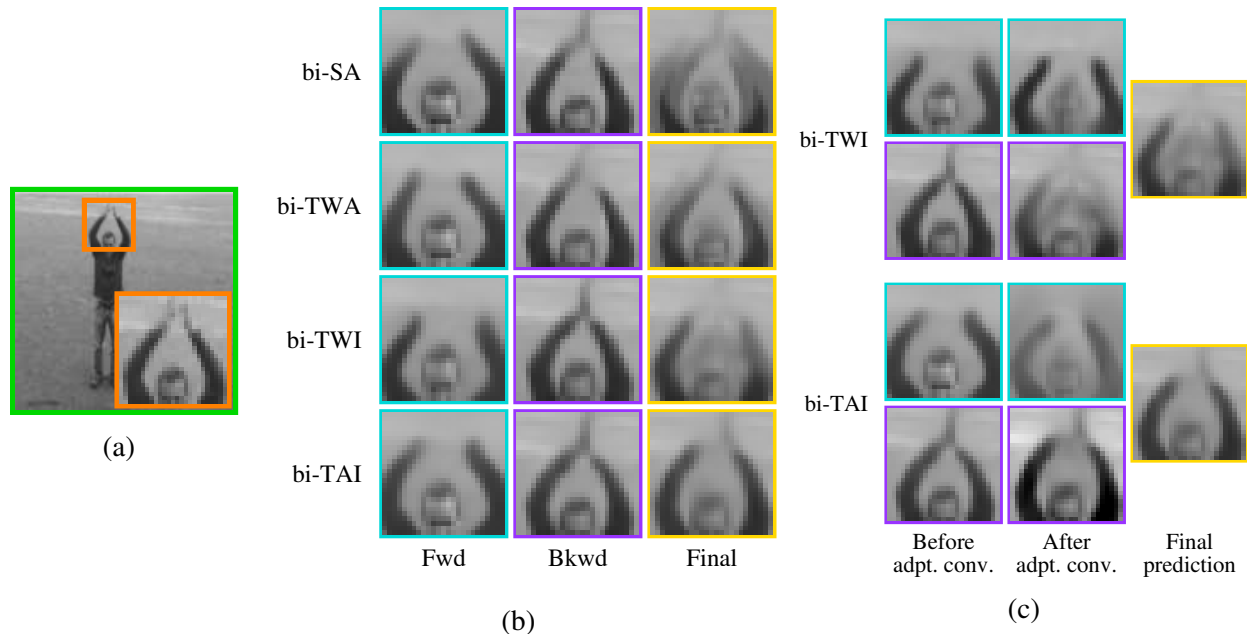 bi-SA
bi-TWA
bi-TWI
bi-TAI
Fwd Bkwd Final
bi-TWI
bi-TAI
Before adpt. conv.
After adpt. conv.
Final prediction
(a)
(b)
(c)